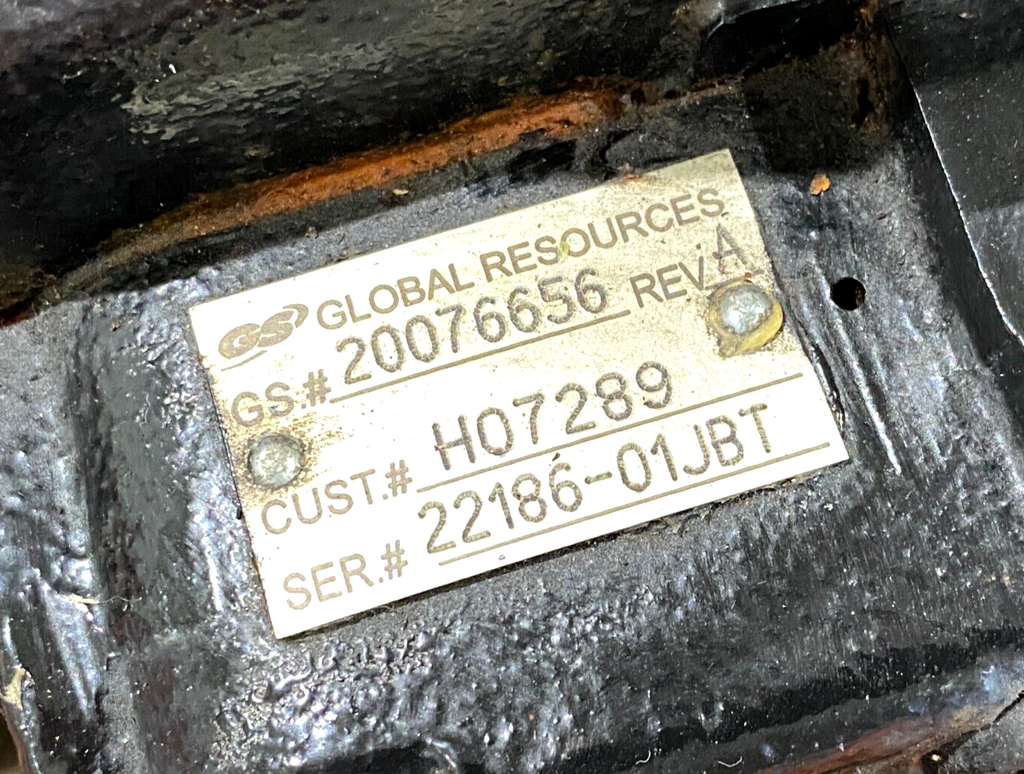 GS GLOBAL RESOURCES
GS.# 20076656 REV. A
CUST.# H07289
SER.# 22186-01JBT